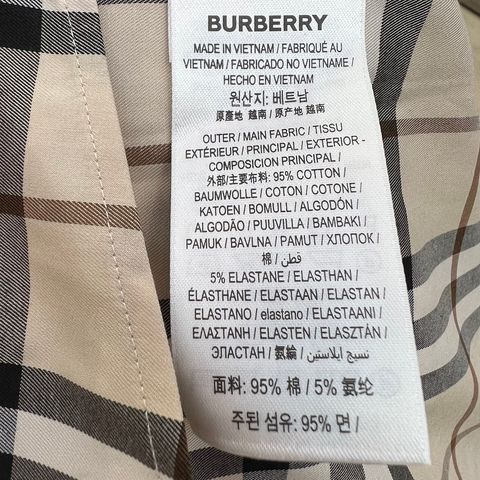 BURBERRY
MADE IN VIETNAM / FABRIQUÉ AU
VIETNAM / FABRICADO NO VIETNAME /
HECHO EN VIETNAM
원산지: 베트남
原產地 越南 / 原产地 越南
OUTER / MAIN FABRIC / TISSU
EXTÉRIEUR / PRINCIPAL / EXTERIOR -
COMPOSICIÓN PRINCIPAL /
外部/主要布料: 95% COTTON /
BAUMWOLLE / COTON / COTONE /
KATOEN / BOMULL / ALGODÓN /
ALGODÃO / PUUVILLA / BAMBAKI /
PAMUK / BAVLNA / PAMUT / ХЛОПОК /
棉 / قطن /
5% ELASTANE / ELASTHAN /
ÉLASTHANE / ELASTAAN / ELASTAN /
ELASTANO / elastano / ELASTAANI /
ΕΛΑΣΤΑΝΗ / ELASTEN / ELASZTÁN /
ЭЛАСТАН / 氨綸 / نسيج ايلاستين /
面料: 95% 棉 / 5% 氨纶
주된 섬유: 95% 면 /